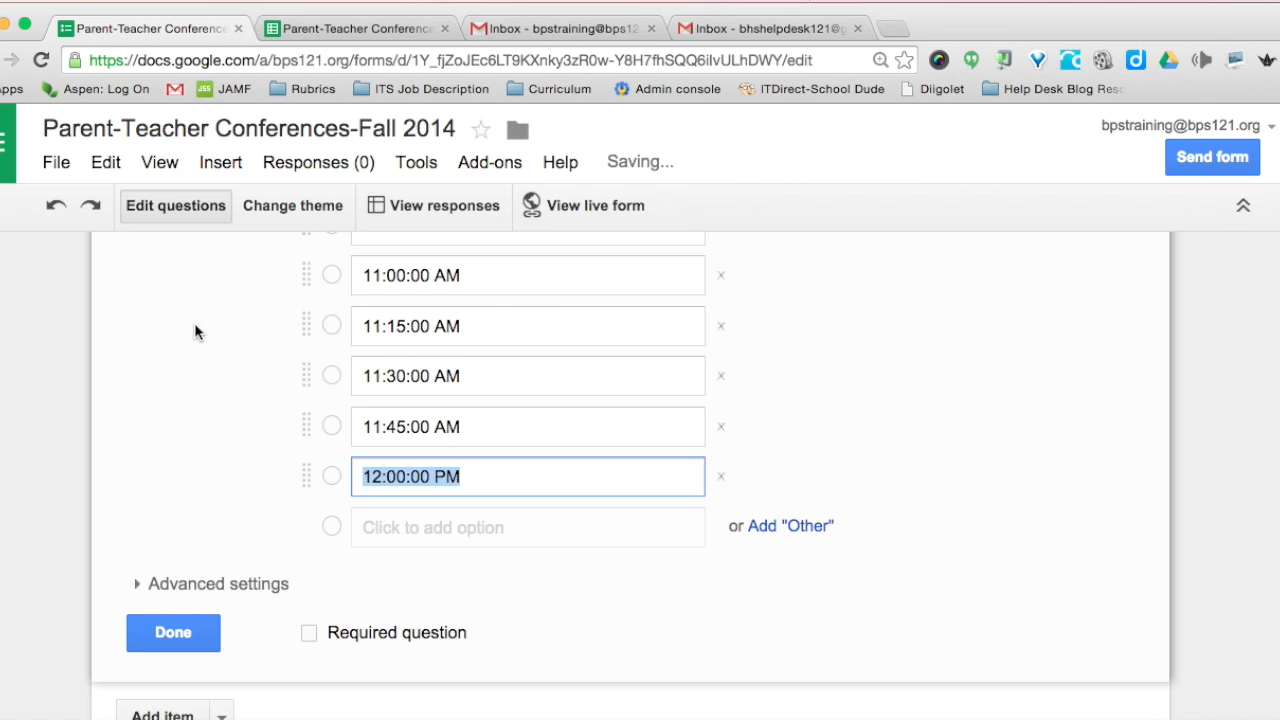 Parent-Teacher Conference
Parent-Teacher Conference
Inbox - bpstraining@bps12
Inbox - bhshelpdesk121@g
https://docs.google.com/a/bps121.org/forms/d/1Y_fjZoJEc6LT9KXnky3zR0w-Y8H7fhSQQ6iIvULhDWY/edit
Apps
Aspen: Log On
JSS JAMF
Rubrics
ITS Job Description
Curriculum
Admin console
ITDirect-School Dude
Diigolet
Help Desk Blog Reso
Parent-Teacher Conferences-Fall 2014
bpstraining@bps121.org
File Edit View Insert Responses (0) Tools Add-ons Help Saving...
Send form
Edit questions Change theme View responses View live form
11:00:00 AM
11:15:00 AM
11:30:00 AM
11:45:00 AM
12:00:00 PM
Click to add option or Add "Other"
Advanced settings
Done Required question
Add item